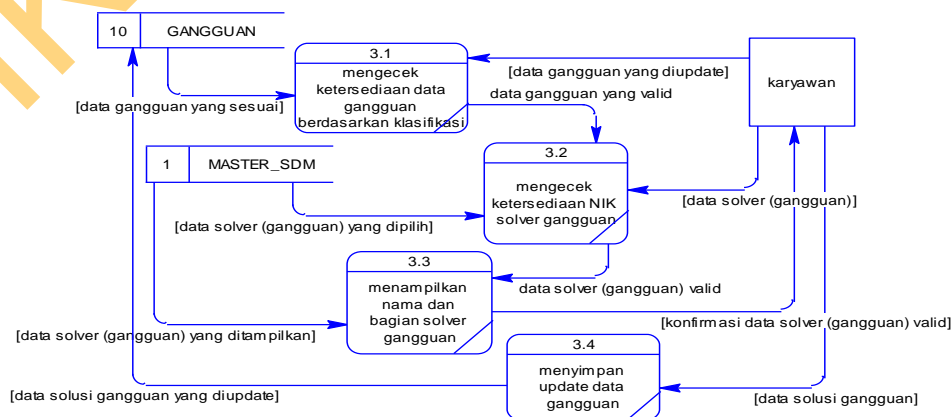 10 GANGGUAN
3.1
mengecek
ketersediaan data
gangguan
berdasarkan klasifikasi
[data gangguan yang diupdate]
karyawan
[data gangguan yang sesuai]
data gangguan yang valid
1 MASTER_SDM
3.2
mengecek
ketersediaan NIK
solver gangguan
[data solver (gangguan)]
[data solver (gangguan) yang dipilih]
3.3
menampilkan
nama dan
bagian solver
gangguan
data solver (gangguan) valid
[data solver (gangguan) yang ditampilkan]
[konfirmasi data solver (gangguan) valid]
3.4
menyimpan
update data
gangguan
[data solusi gangguan yang diupdate]
[data solusi gangguan]